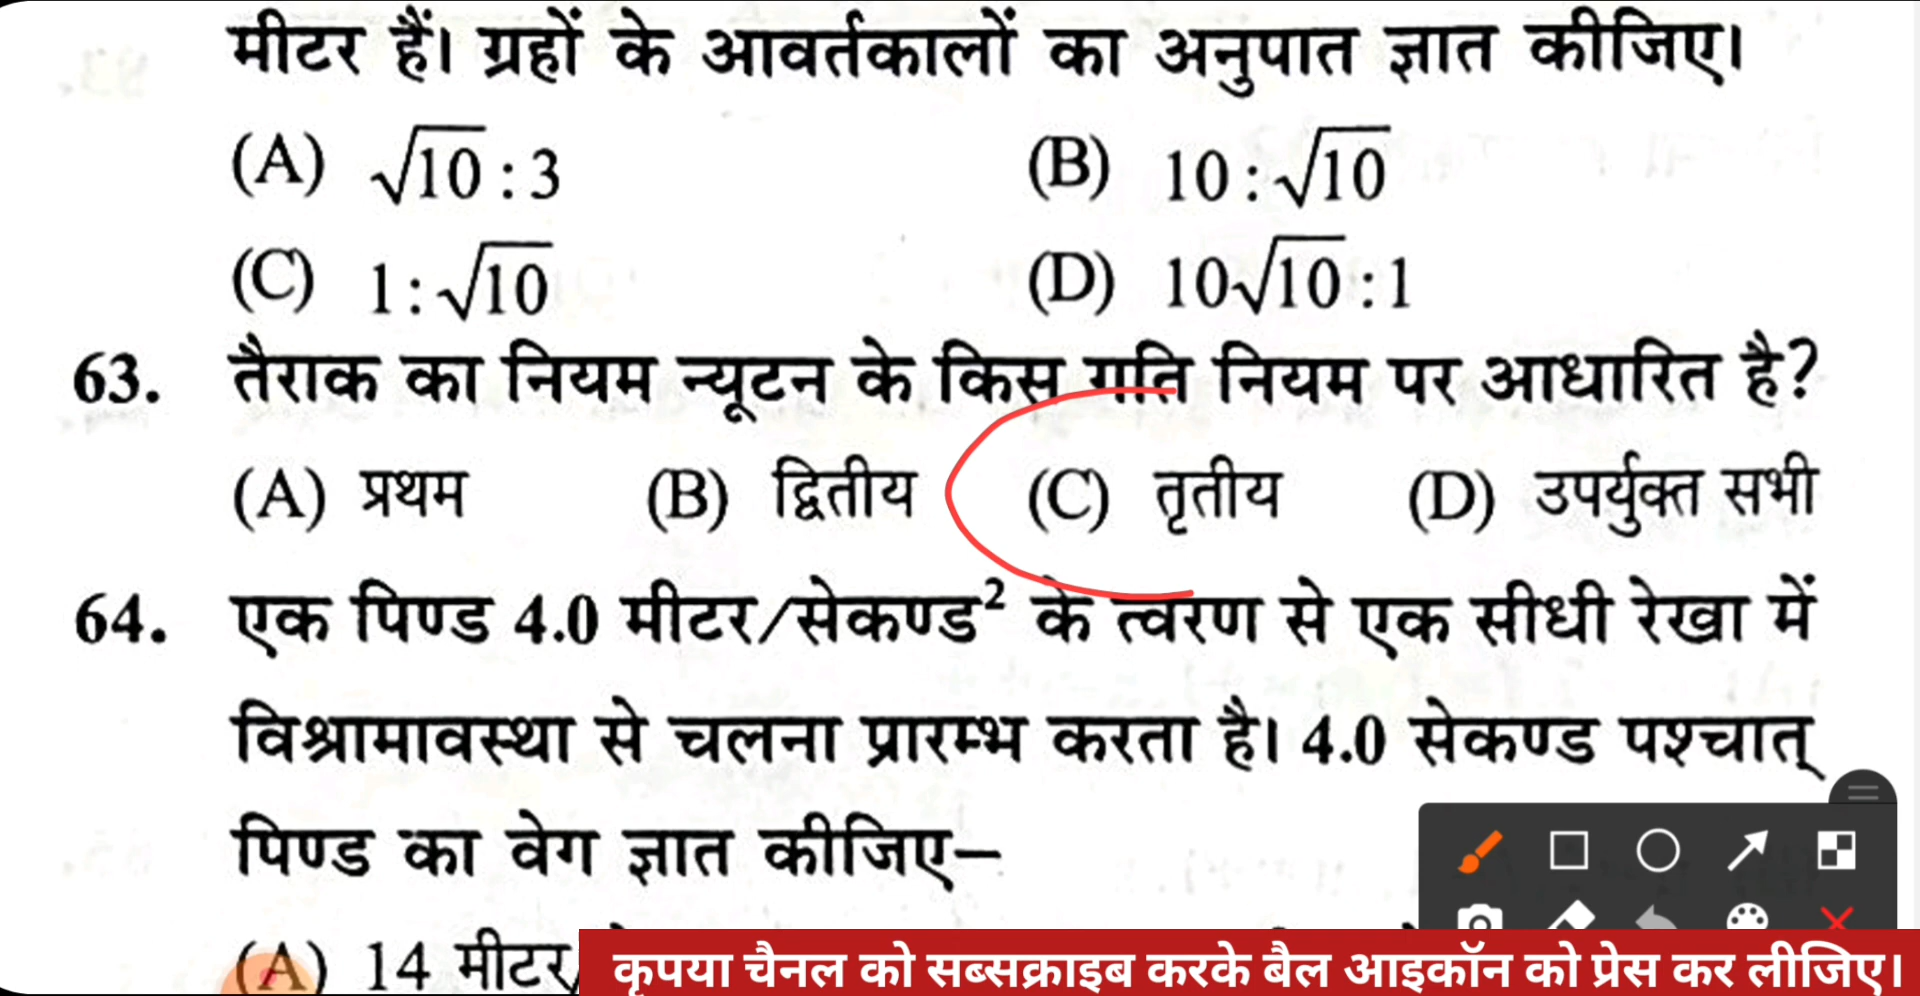 मीटर हैं। ग्रहों के आवर्तकालों का अनुपात ज्ञात कीजिए।
(A) √10 : 3 (B) 10 : √10
(C) 1 : √10 (D) 10√10 : 1
63. तैराक का नियम न्यूटन के किस गति नियम पर आधारित है?
(A) प्रथम (B) द्वितीय (C) तृतीय (D) उपर्युक्त सभी
64. एक पिण्ड 4.0 मीटर/सेकण्ड² के त्वरण से एक सीधी रेखा में
विश्रामावस्था से चलना प्रारम्भ करता है। 4.0 सेकण्ड पश्चात्
पिण्ड का वेग ज्ञात कीजिए–
(A) 14 मीटर/
कृपया चैनल को सब्सक्राइब करके बैल आइकॉन को प्रेस कर लीजिए।